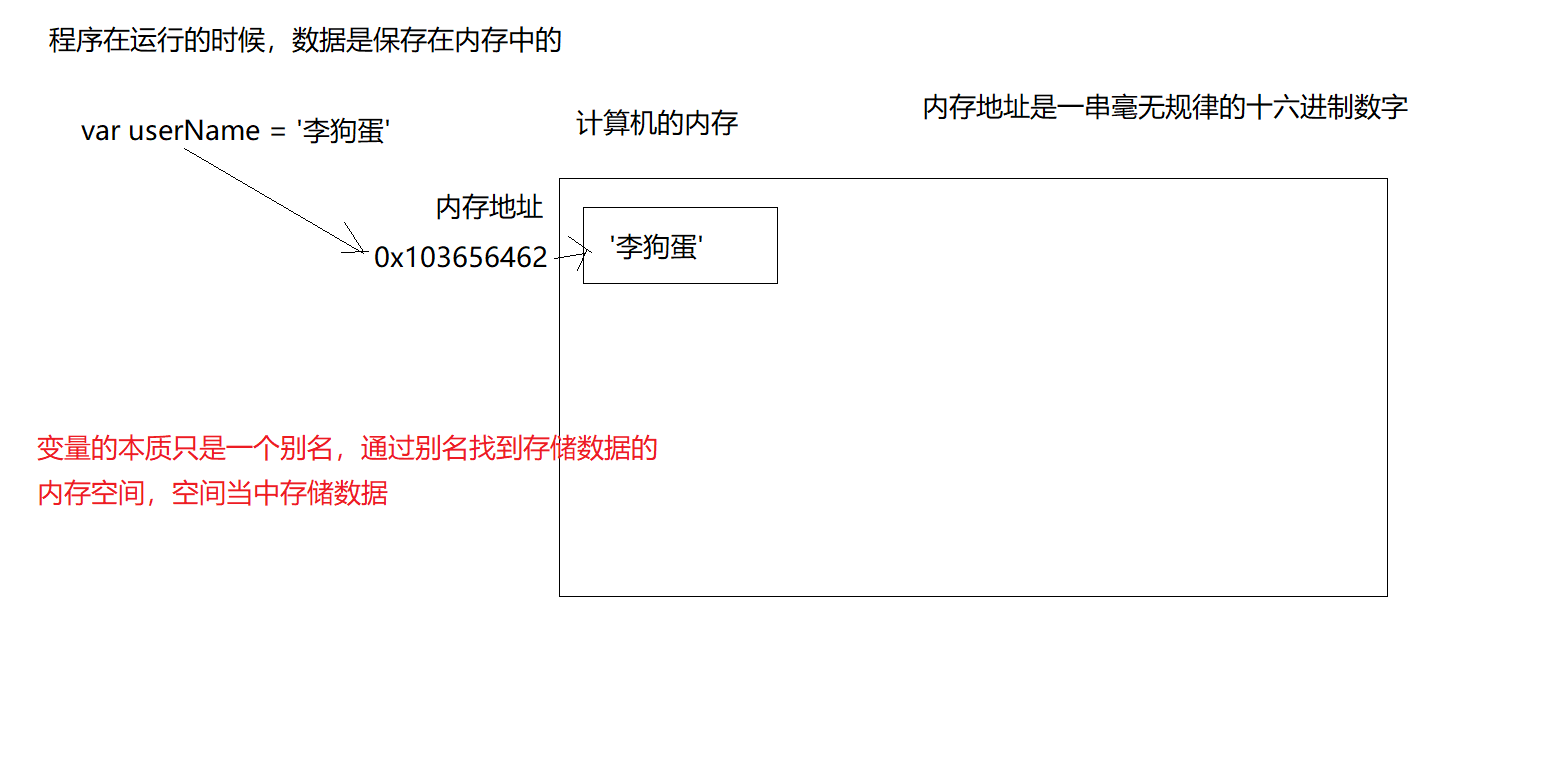 程序在运行的时候，数据是保存在内存中的
内存地址是一串毫无规律的十六进制数字
var userName = '李狗蛋'
计算机的内存
内存地址
0x103656462
'李狗蛋'
变量的本质只是一个别名，通过别名找到存储数据的
内存空间，空间当中存储数据